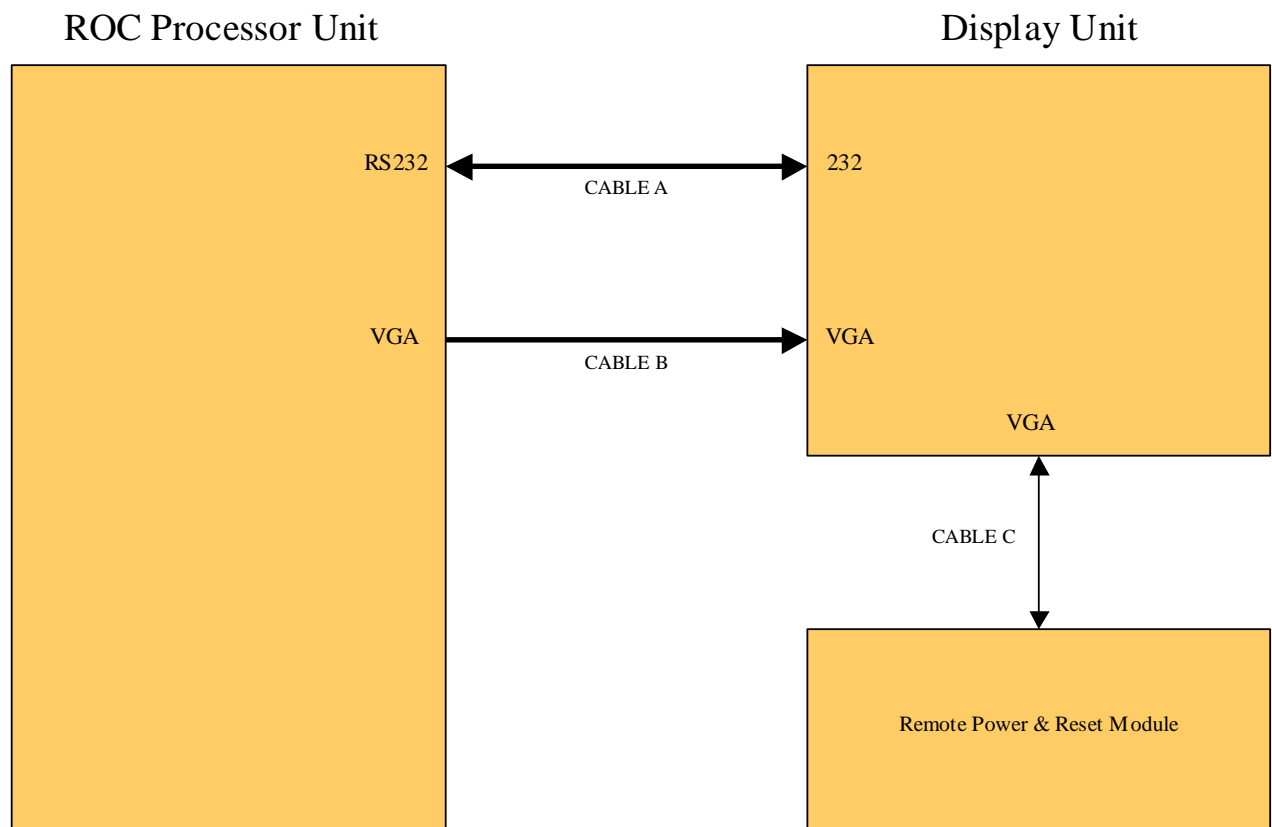 ROC Processor Unit
Display Unit
RS232
CABLE A
232
VGA
CABLE B
VGA
VGA
CABLE C
Remote Power & Reset Module